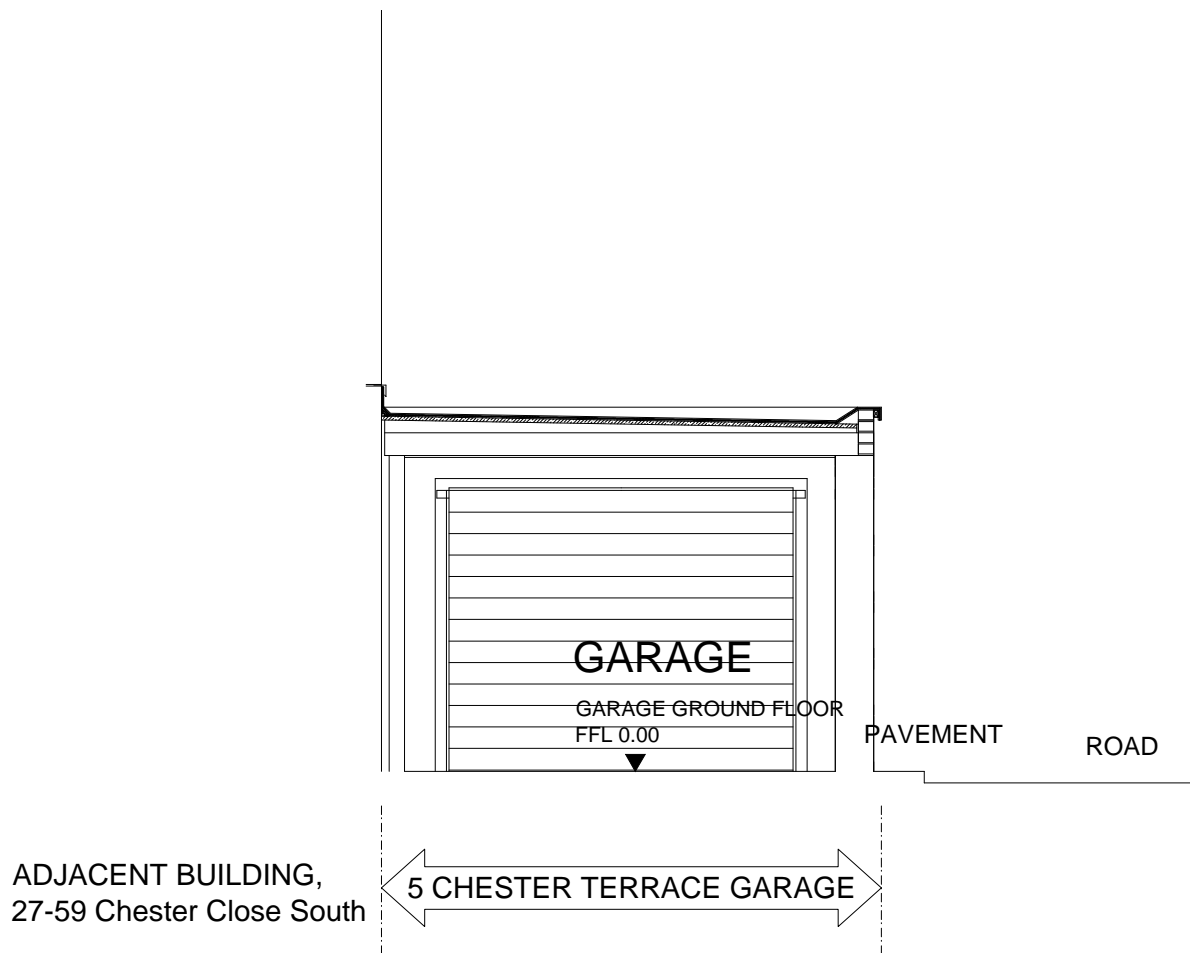 GARAGE
GARAGE GROUND FLOOR
FFL 0.00
PAVEMENT
ROAD
ADJACENT BUILDING,
27-59 Chester Close South
5 CHESTER TERRACE GARAGE